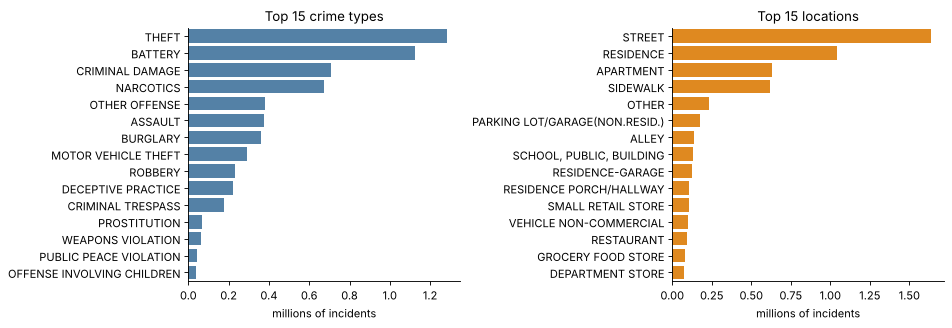 Top 15 crime types
THEFT
BATTERY
CRIMINAL DAMAGE
NARCOTICS
OTHER OFFENSE
ASSAULT
BURGLARY
MOTOR VEHICLE THEFT
ROBBERY
DECEPTIVE PRACTICE
CRIMINAL TRESPASS
PROSTITUTION
WEAPONS VIOLATION
PUBLIC PEACE VIOLATION
OFFENSE INVOLVING CHILDREN
0.0 0.2 0.4 0.6 0.8 1.0 1.2
millions of incidents
Top 15 locations
STREET
RESIDENCE
APARTMENT
SIDEWALK
OTHER
PARKING LOT/GARAGE(NON.RESID.)
ALLEY
SCHOOL, PUBLIC, BUILDING
RESIDENCE-GARAGE
RESIDENCE PORCH/HALLWAY
SMALL RETAIL STORE
VEHICLE NON-COMMERCIAL
RESTAURANT
GROCERY FOOD STORE
DEPARTMENT STORE
0.00 0.25 0.50 0.75 1.00 1.25 1.50
millions of incidents